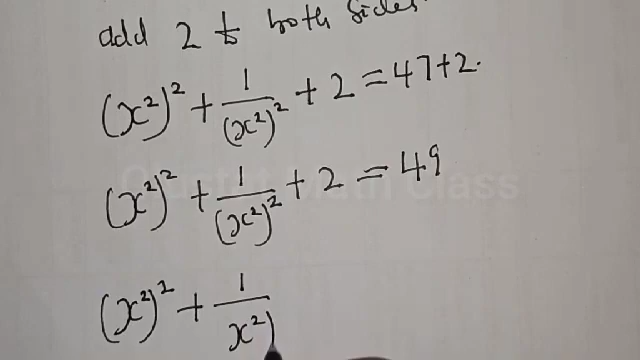 add 2 to both sides
(x²)² + 1/(x²)² + 2 = 47+2.
(x²)² + 1/(x²)² + 2 = 49
(x²)² + 1/x²)